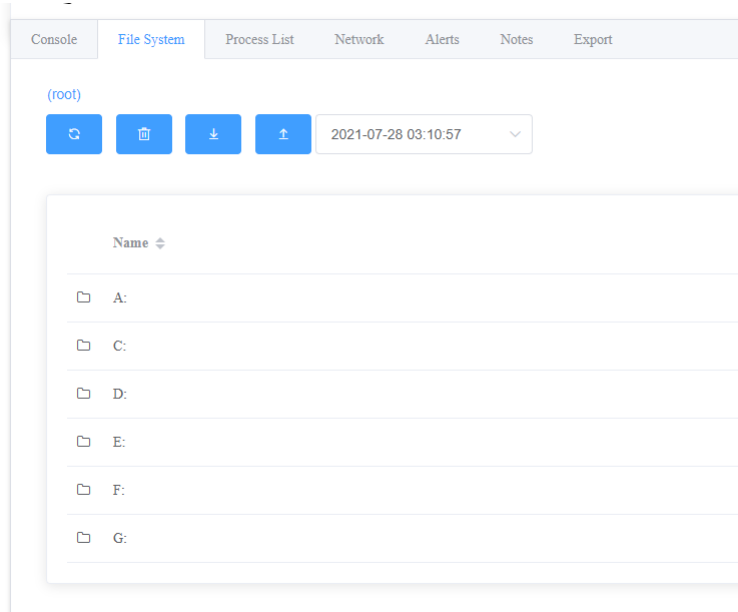 Console File System Process List Network Alerts Notes Export
(root)
2021-07-28 03:10:57
Name
A:
C:
D:
E:
F:
G: